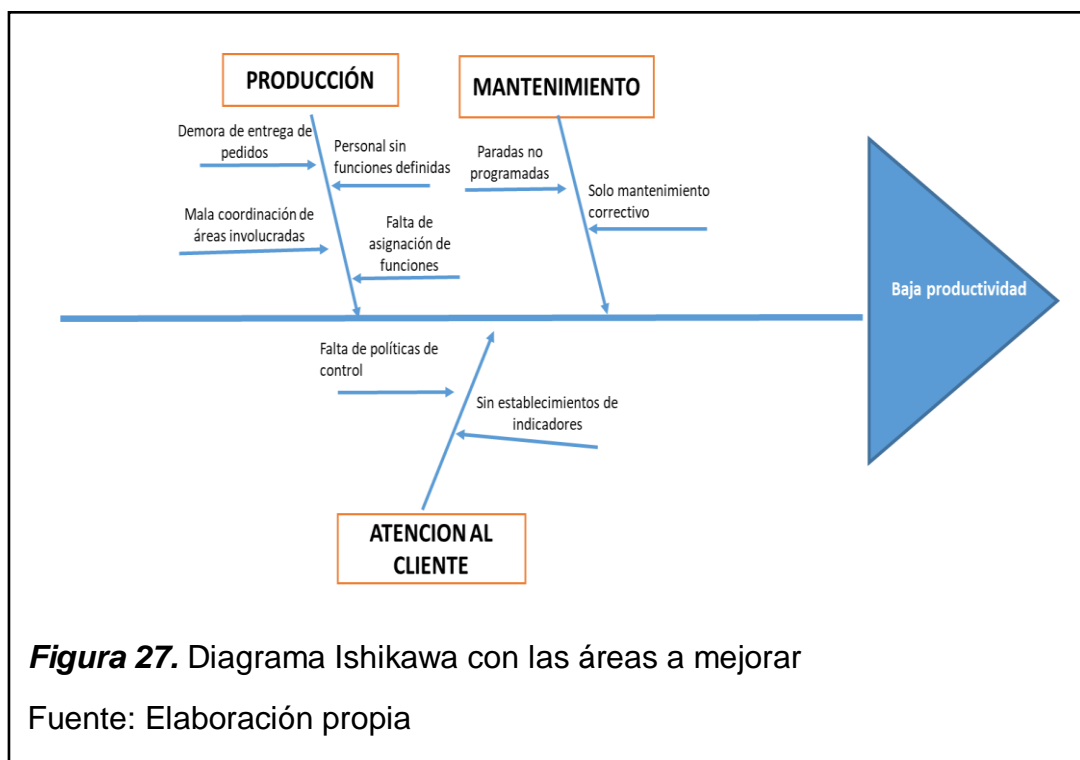 PRODUCCIÓN
MANTENIMIENTO
Demora de entrega de
pedidos
Personal sin
funciones definidas
Mala coordinación de
áreas involucradas
Falta de
asignación de
funciones
Paradas no
programadas
Solo mantenimiento
correctivo
Baja productividad
Falta de políticas de
control
Sin establecimientos de
indicadores
ATENCION AL
CLIENTE
Figura 27. Diagrama Ishikawa con las áreas a mejorar
Fuente: Elaboración propia